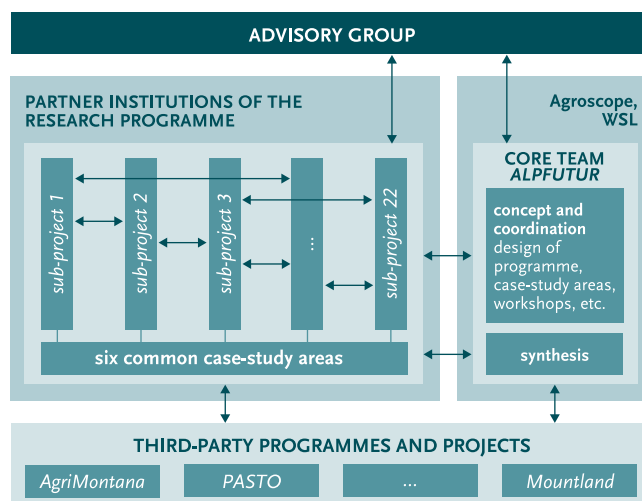 ADVISORY GROUP
PARTNER INSTITUTIONS OF THE
RESEARCH PROGRAMME
sub-project 1
sub-project 2
sub-project 3
...
sub-project 22
six common case-study areas
Agroscope,
WSL
CORE TEAM
ALPFUTUR
concept and
coordination
design of
programme,
case-study areas,
workshops, etc.
synthesis
THIRD-PARTY PROGRAMMES AND PROJECTS
AgriMontana
PASTO
...
Mountland